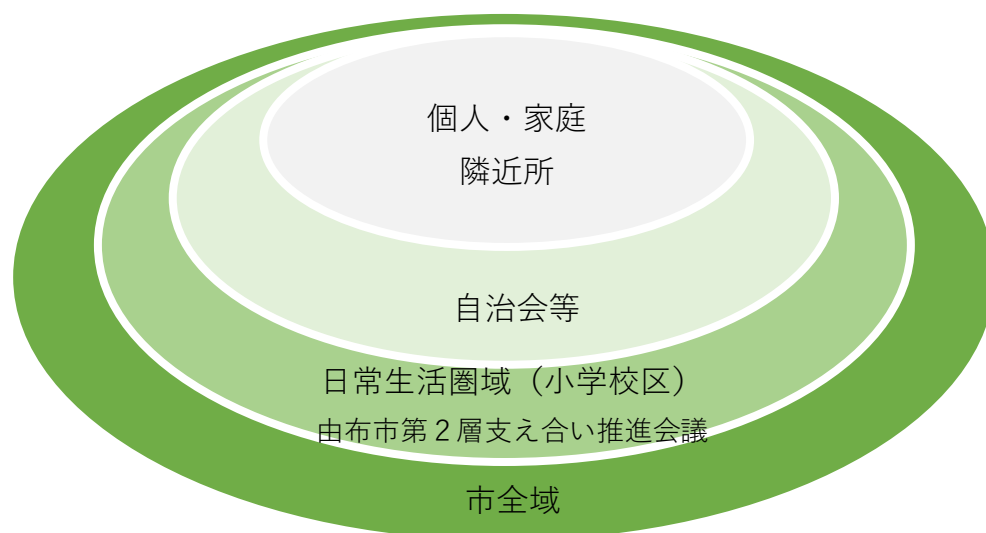 個人・家庭
隣近所
自治会等
日常生活圏域（小学校区）
由布市第２層支え合い推進会議
市全域